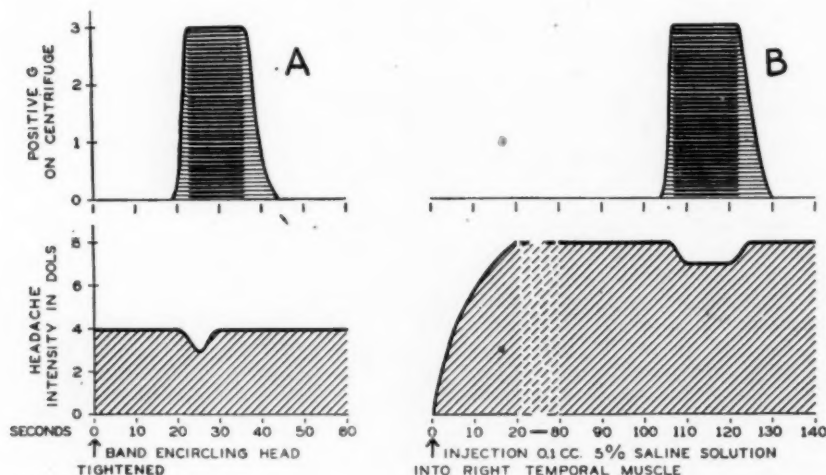 POSITIVE G
ON CENTRIFUGE
3
2
1
0
A
B
HEADACHE
INTENSITY IN DOLS
8
6
4
2
0
SECONDS 0 10 20 30 40 50 60
0 10 20 — 80 90 100 110 120 130 140
BAND ENCIRCLING HEAD
TIGHTENED
INJECTION 0.1 CC. 5% SALINE SOLUTION
INTO RIGHT TEMPORAL MUSCLE